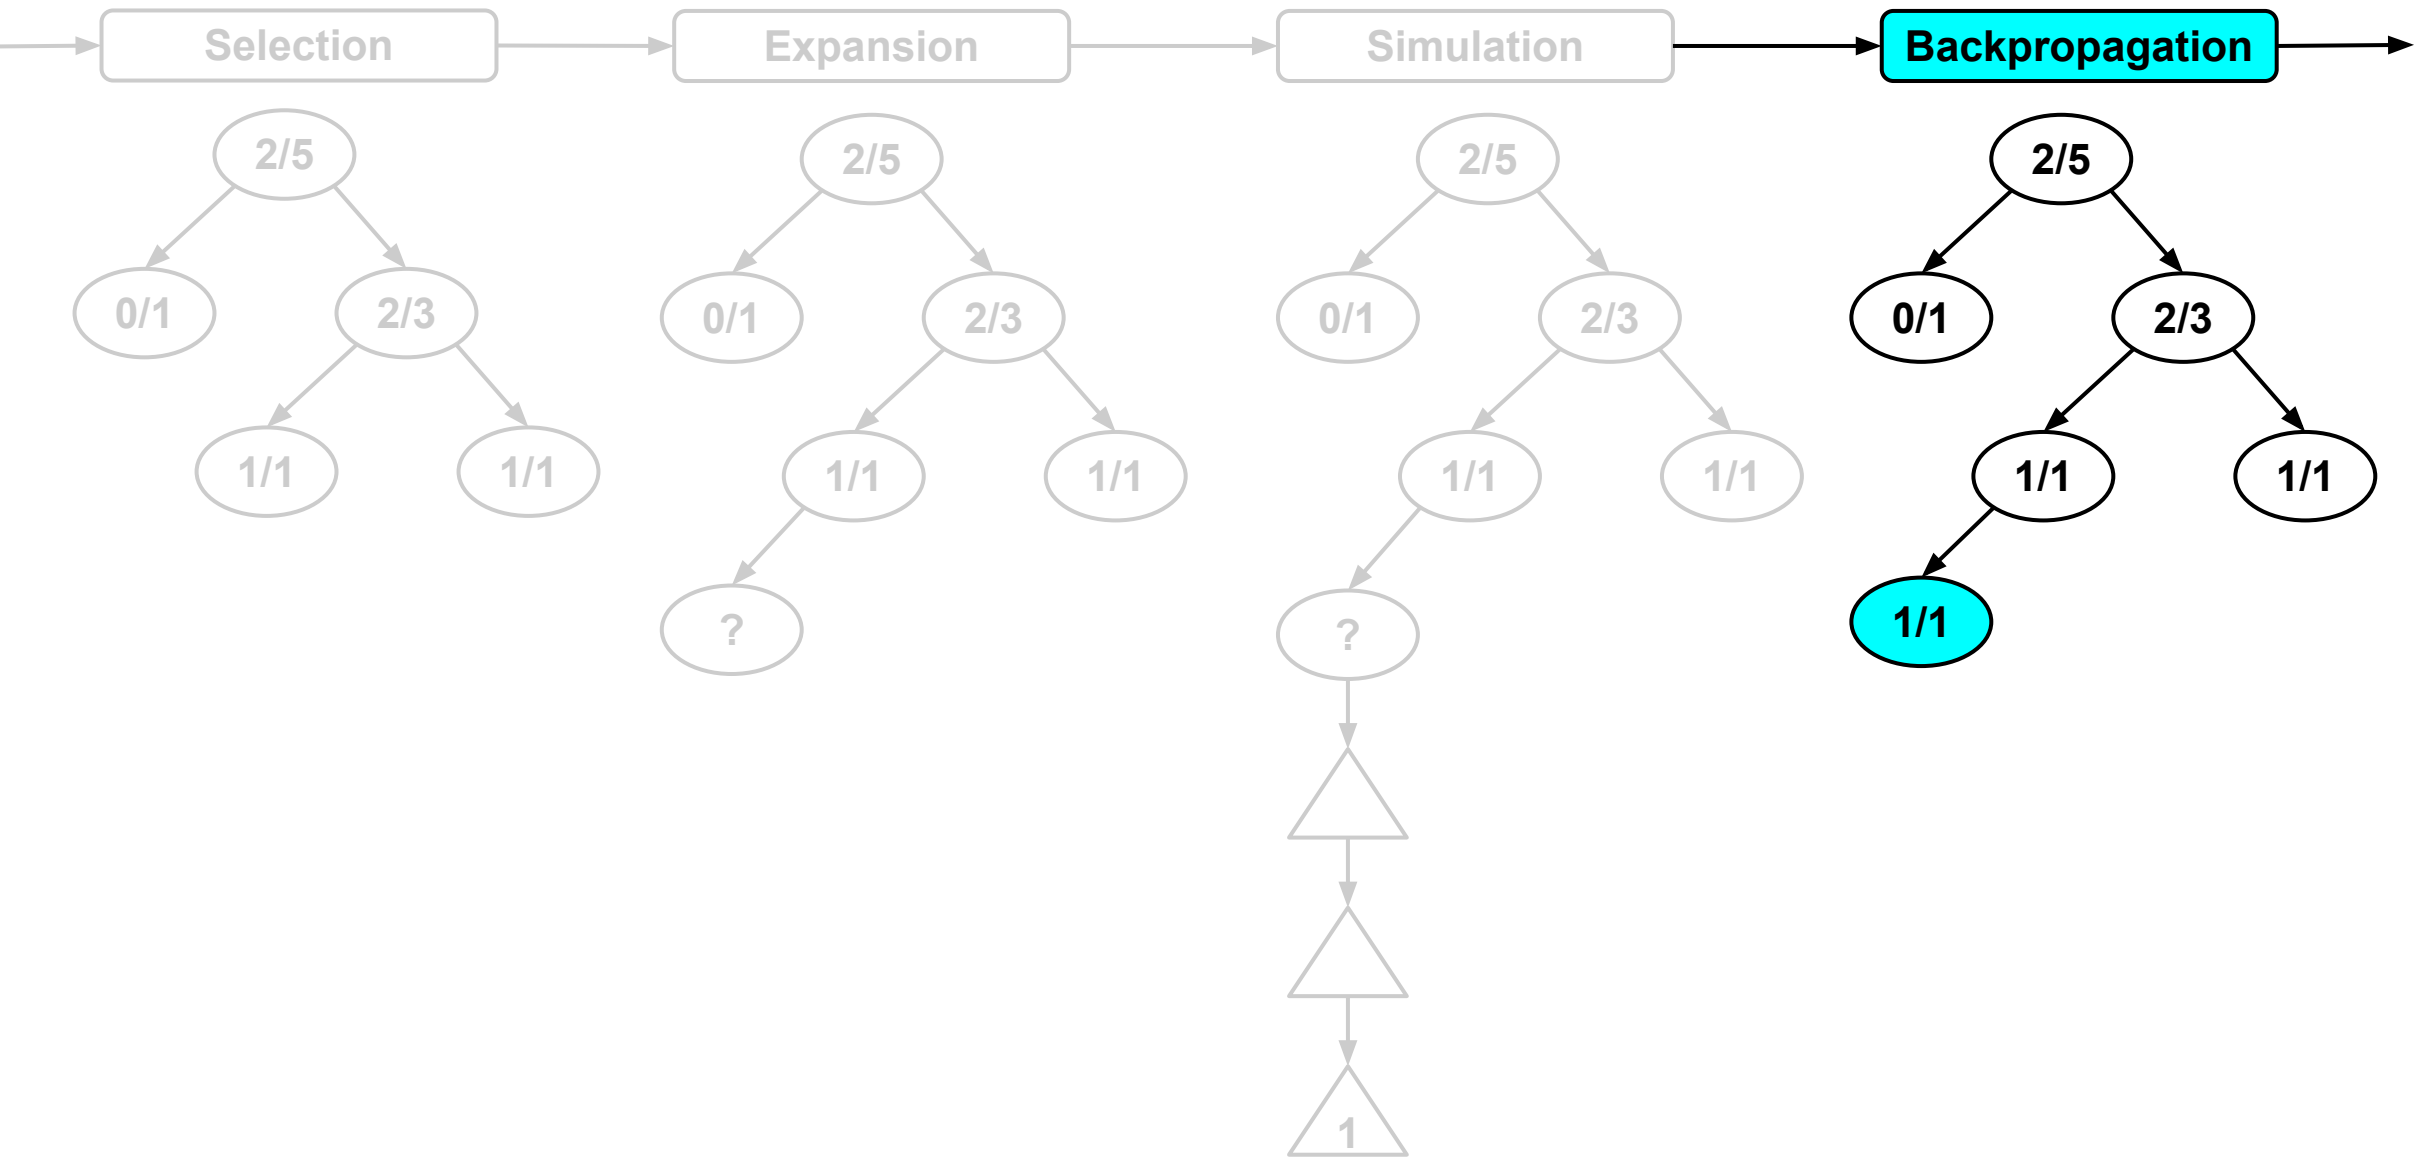 Selection Expansion Simulation Backpropagation
2/5 2/5 2/5 2/5
0/1 2/3 0/1 2/3 0/1 2/3 0/1 2/3
1/1 1/1 1/1 1/1 1/1 1/1 1/1 1/1
? ? 1/1
1